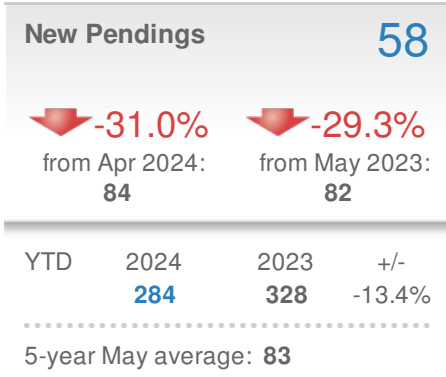 New Pendings 58
-31.0% -29.3%
from Apr 2024: from May 2023:
84 82
YTD 2024 2023 +/-
284 328 -13.4%
5-year May average: 83